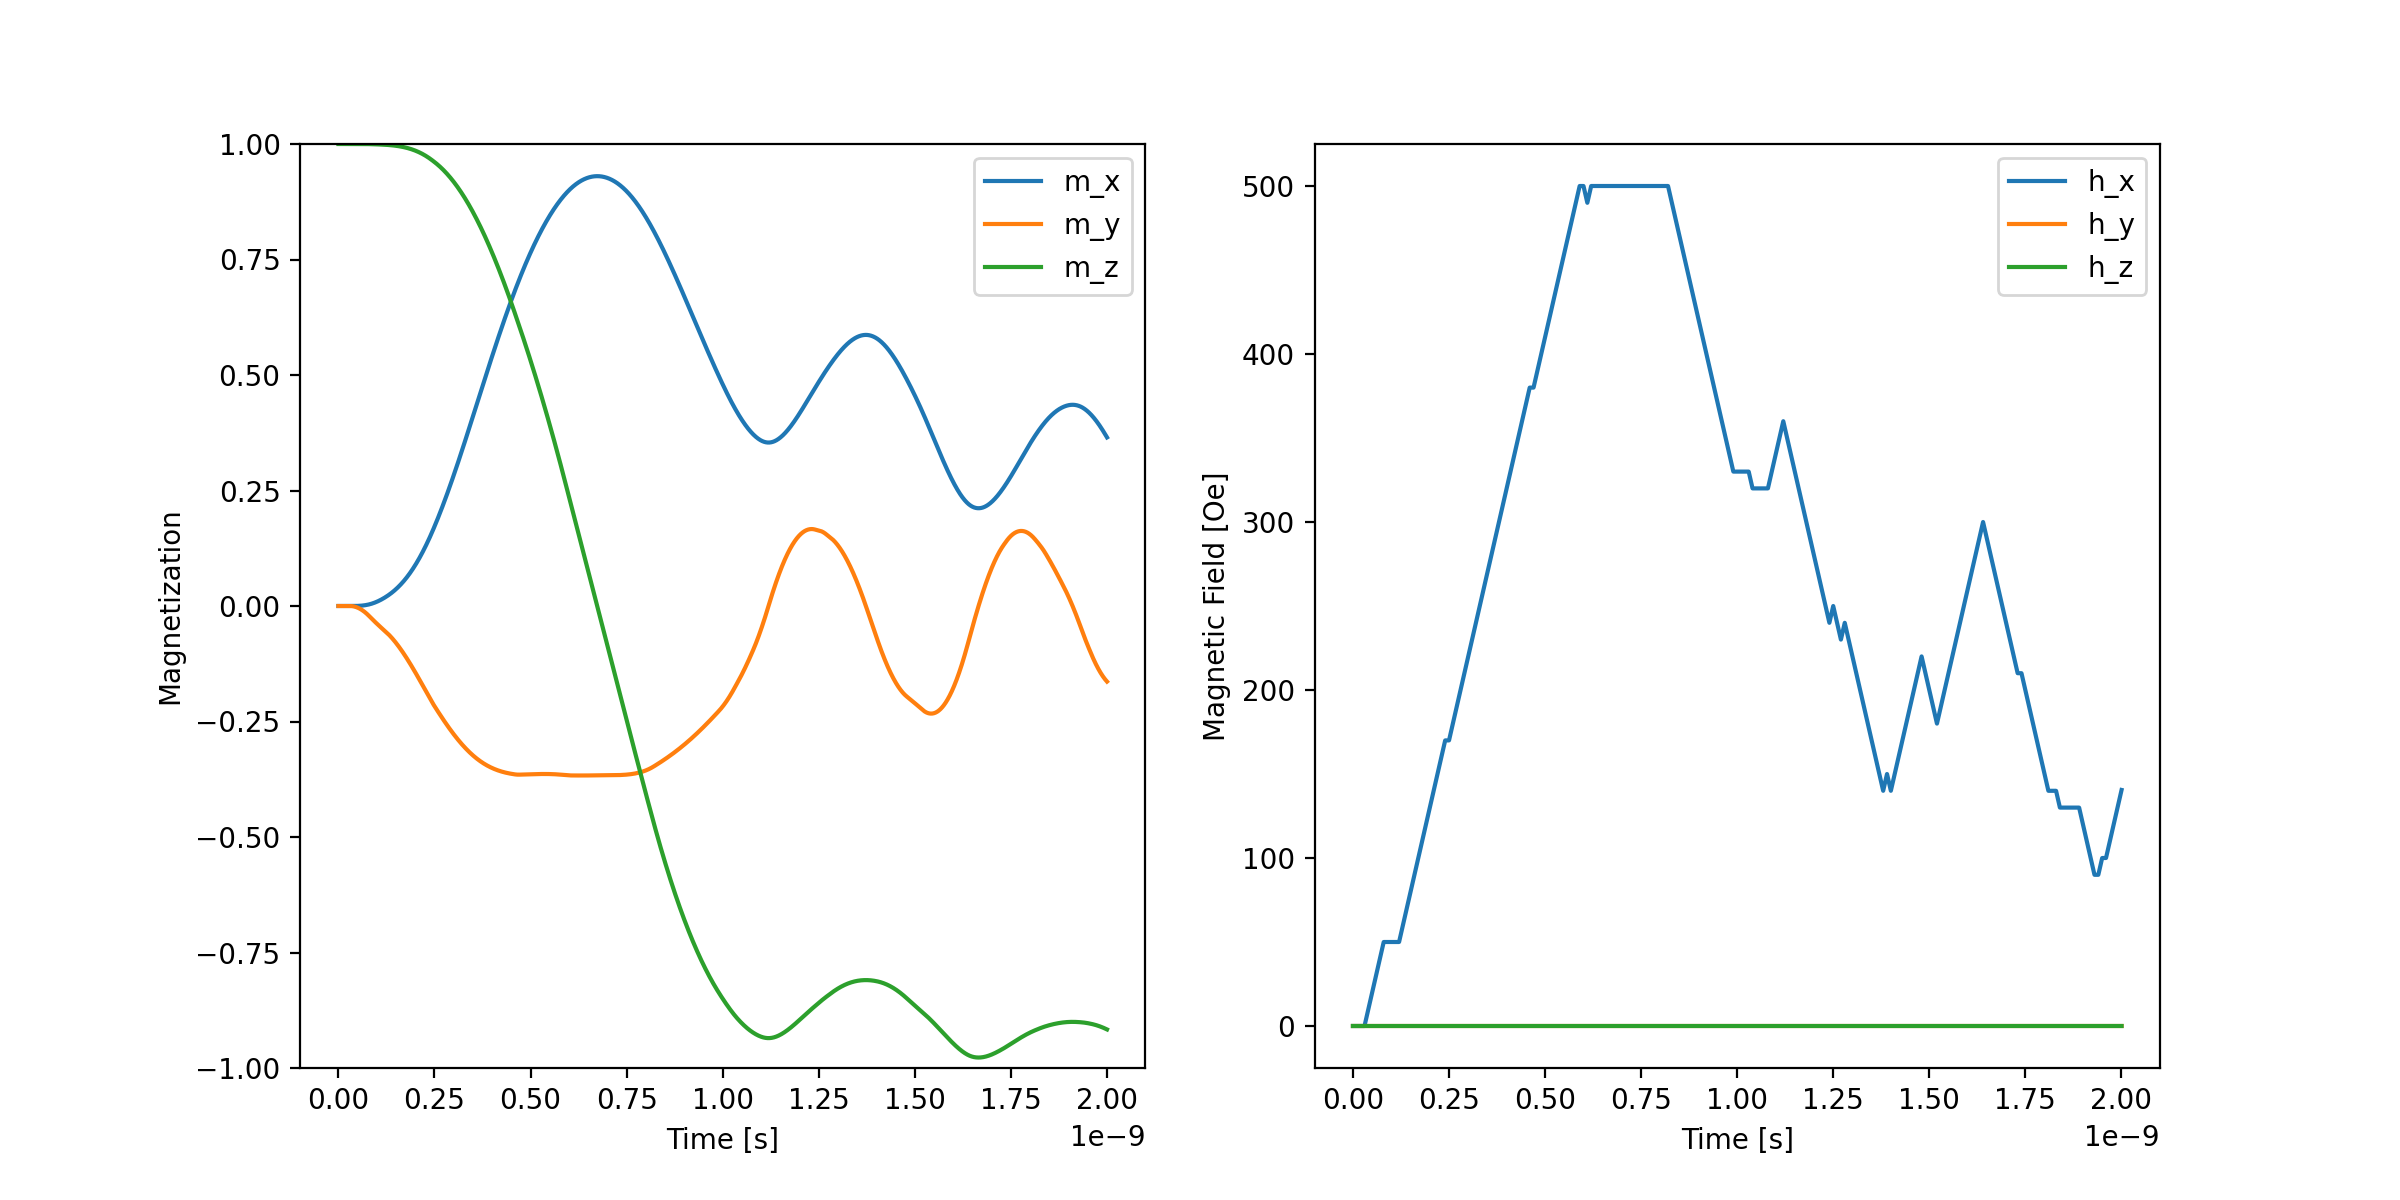 1.00
0.75
0.50
0.25
0.00
−0.25
−0.50
−0.75
−1.00
Magnetization
m_x
m_y
m_z
0.00 0.25 0.50 0.75 1.00 1.25 1.50 1.75 2.00
Time [s]
1e−9
500
400
300
200
100
0
Magnetic Field [Oe]
h_x
h_y
h_z
0.00 0.25 0.50 0.75 1.00 1.25 1.50 1.75 2.00
Time [s]
1e−9